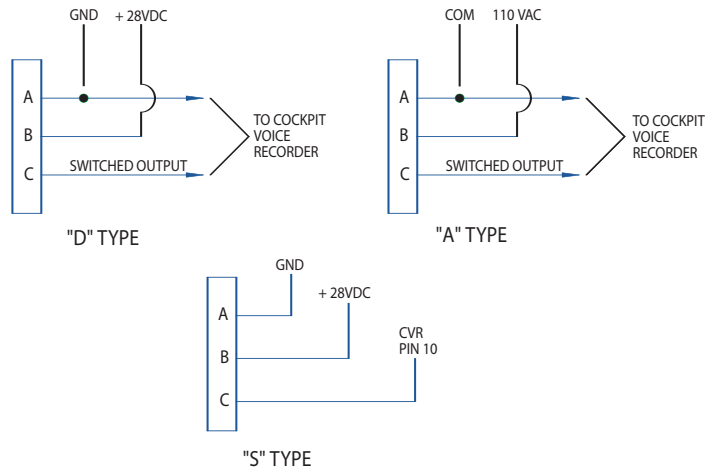 GND + 28VDC
A
B
C SWITCHED OUTPUT
TO COCKPIT
VOICE
RECORDER
"D" TYPE
COM 110 VAC
A
B
C SWITCHED OUTPUT
TO COCKPIT
VOICE
RECORDER
"A" TYPE
GND
+ 28VDC
A
B
C
CVR
PIN 10
"S" TYPE